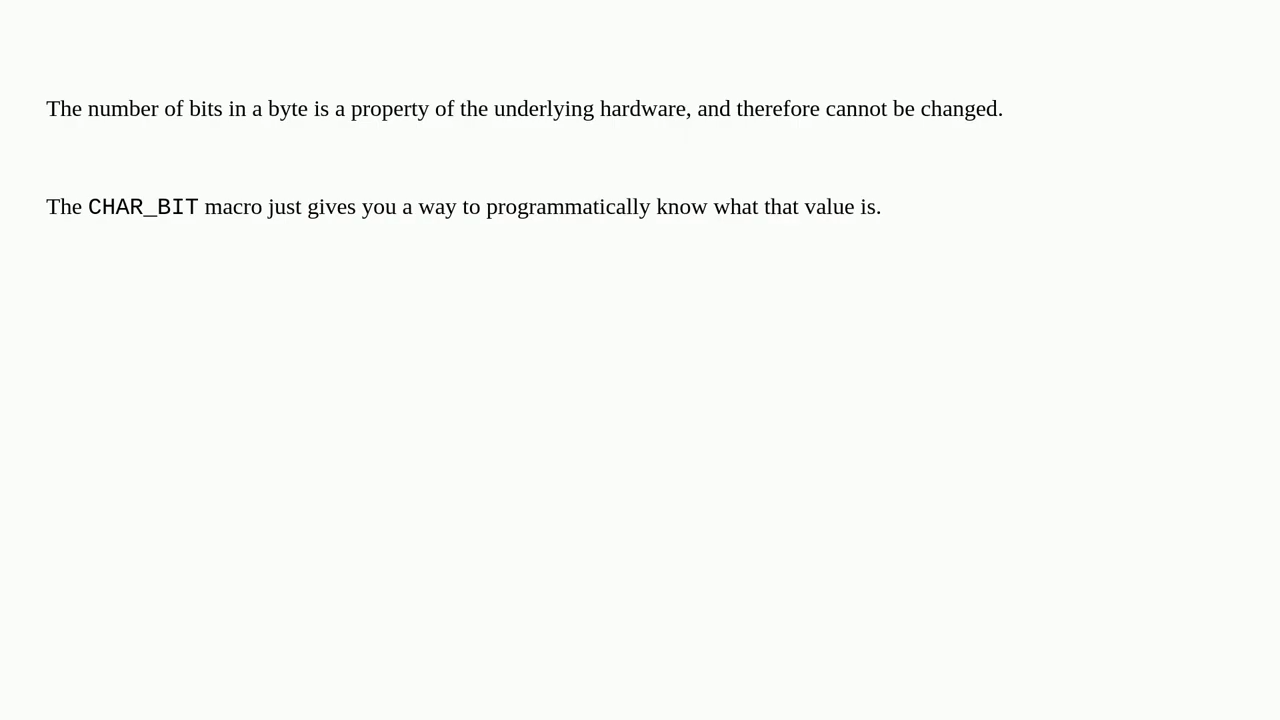 The number of bits in a byte is a property of the underlying hardware, and therefore cannot be changed.
The CHAR_BIT macro just gives you a way to programmatically know what that value is.